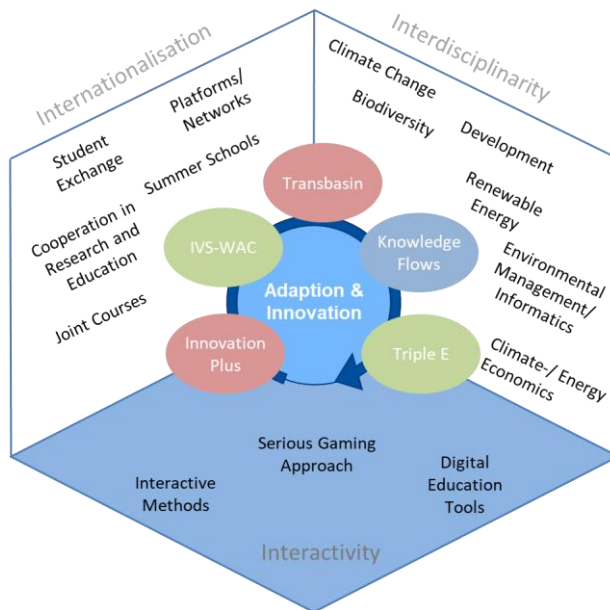 Internationalisation
Platforms/
Networks
Student
Exchange
Summer Schools
Cooperation in
Research and
Education
Joint Courses
Interdisciplinarity
Climate Change
Biodiversity
Development
Renewable
Energy
Environmental
Management/
Informatics
Climate-/ Energy
Economics
Transbasin
IVS-WAC
Knowledge
Flows
Adaption &
Innovation
Innovation
Plus
Triple E
Serious Gaming
Approach
Interactive
Methods
Digital
Education
Tools
Interactivity